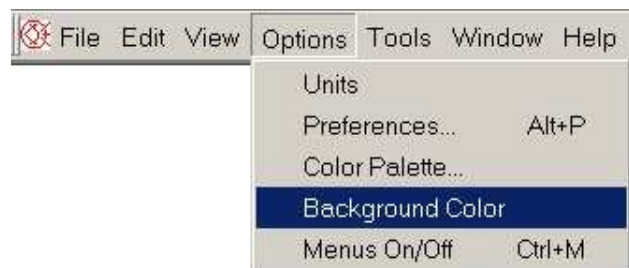 File Edit View Options Tools Window Help
Units
Preferences... Alt+P
Color Palette...
Background Color
Menus On/Off Ctrl+M